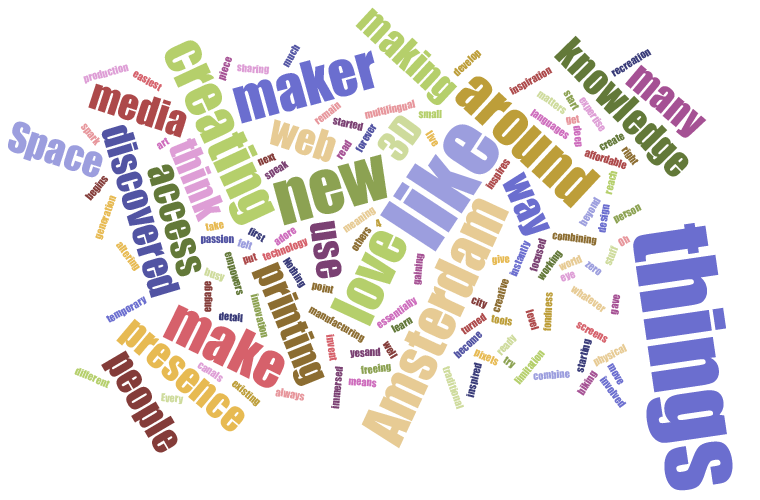 making
creating
much
piece
sharing
production
easiest
maker
develop
inspiration
knowledge
recreation
many
media
around
matters
start
expertise
remain
multilingual
small
languages
get
deep
Space
spark
discovered
art
think
web
started
read
forever
3D
live
create
right
affordable
access
next
speak
new
like
inspires
reach
begins
generation
way
beyond
design
person
take
first
passion
felt
adore
use
meaning
others
4
altering
technology
put
love
Amsterdam
combining
focused
instantly
give
working
world
zero
eye
stuff
things
busy
empowers
nothing
printing
point
gaining
creative
whatever
gave
temporary
engage
innovation
detail
manufacturing
essentially
learn
city
tools
level
fondness
turned
screens
make
presence
invent
yesand
well
become
pixels
ready
try
limitation
starting
physical
people
different
canals
existing
Every
always
immersed
freeing
means
inspired
combine
hiking
move
involved